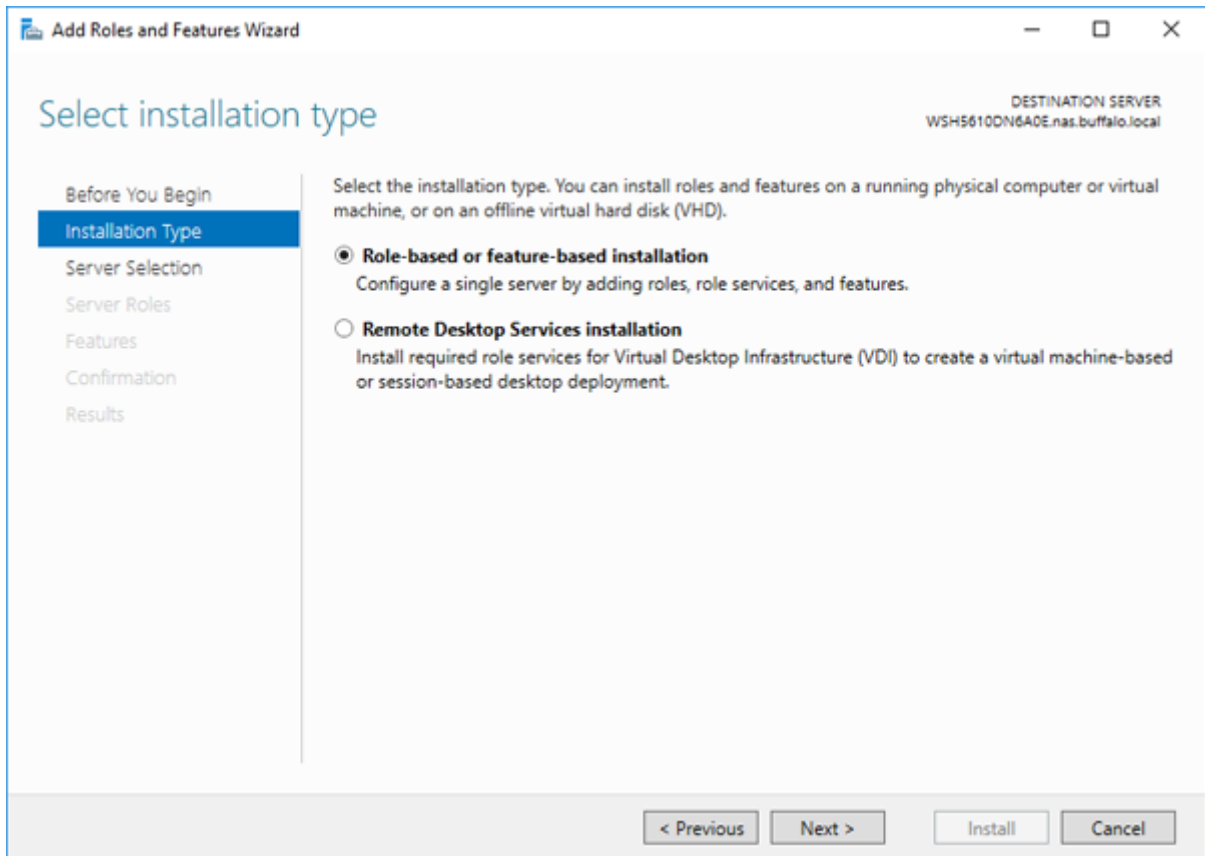 Add Roles and Features Wizard
Select installation type
DESTINATION SERVER
WSH5610DN6A0E.nas.buffalo.local
Before You Begin
Installation Type
Server Selection
Server Roles
Features
Confirmation
Results
Select the installation type. You can install roles and features on a running physical computer or virtual
machine, or on an offline virtual hard disk (VHD).
Role-based or feature-based installation
Configure a single server by adding roles, role services, and features.
Remote Desktop Services installation
Install required role services for Virtual Desktop Infrastructure (VDI) to create a virtual machine-based
or session-based desktop deployment.
< Previous
Next >
Install
Cancel